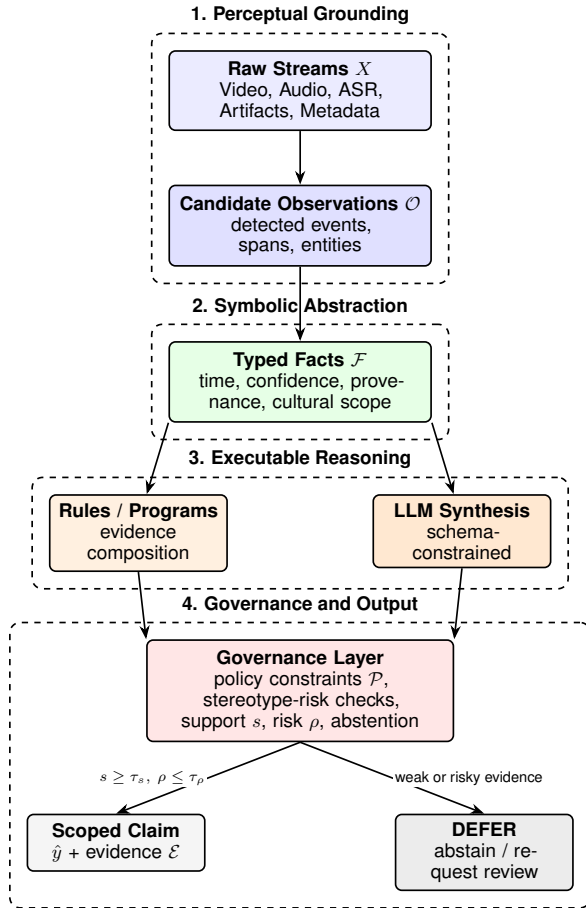 1. Perceptual Grounding
Raw Streams X
Video, Audio, ASR,
Artifacts, Metadata
Candidate Observations 𝒪
detected events,
spans, entities
2. Symbolic Abstraction
Typed Facts ℱ
time, confidence, prove-
nance, cultural scope
3. Executable Reasoning
Rules / Programs
evidence
composition
LLM Synthesis
schema-
constrained
4. Governance and Output
Governance Layer
policy constraints 𝒫,
stereotype-risk checks,
support s, risk ρ, abstention
s ≥ τ_s, ρ ≤ τ_ρ
weak or risky evidence
Scoped Claim
ŷ + evidence ℰ
DEFER
abstain / re-
quest review